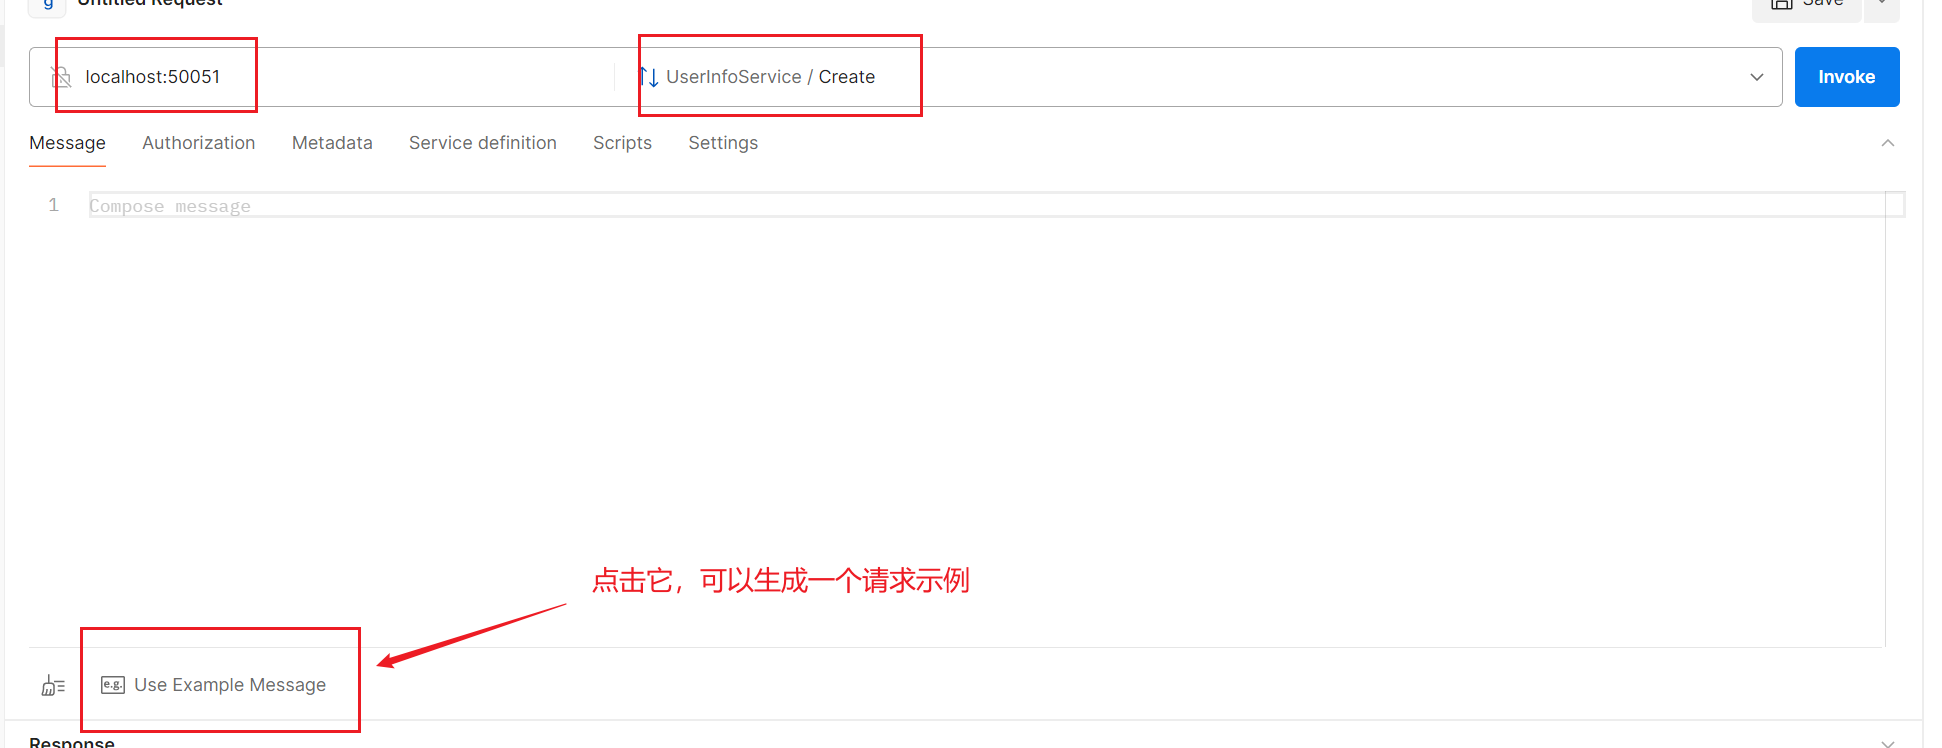 g Untitled Request Save
localhost:50051 UserInfoService / Create Invoke
Message Authorization Metadata Service definition Scripts Settings
1 Compose message
点击它，可以生成一个请求示例
e.g. Use Example Message
Response